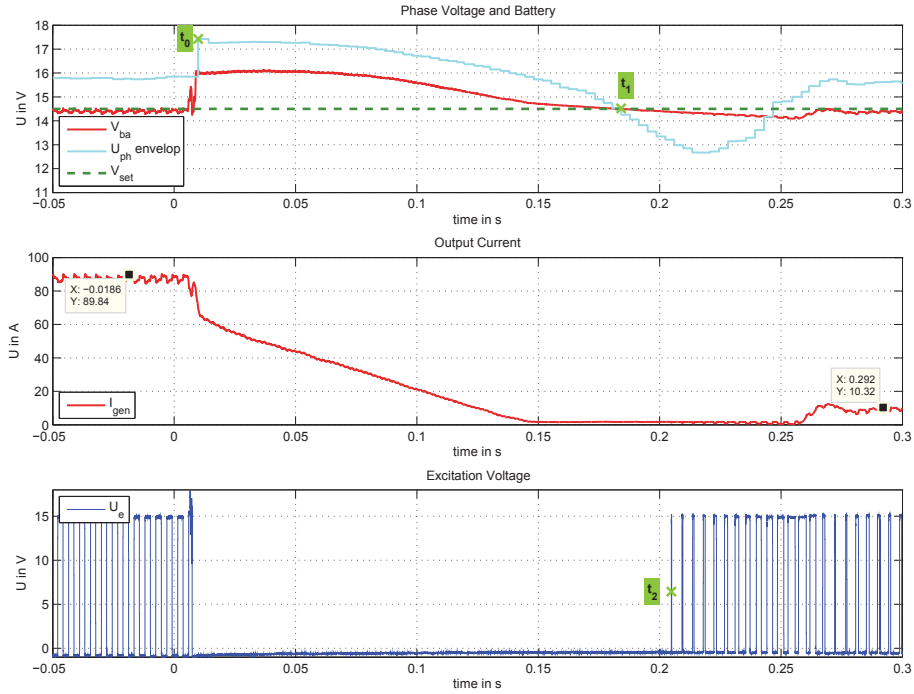 Phase Voltage and Battery
U in V
18
17
16
15
14
13
12
11
t0
t1
Vba
Uph envelop
Vset
−0.05 0 0.05 0.1 0.15 0.2 0.25 0.3
time in s
Output Current
U in A
100
80
60
40
20
0
X: −0.0186
Y: 89.84
X: 0.292
Y: 10.32
Igen
−0.05 0 0.05 0.1 0.15 0.2 0.25 0.3
time in s
Excitation Voltage
U in V
15
10
5
0
Ue
t2
−0.05 0 0.05 0.1 0.15 0.2 0.25 0.3
time in s